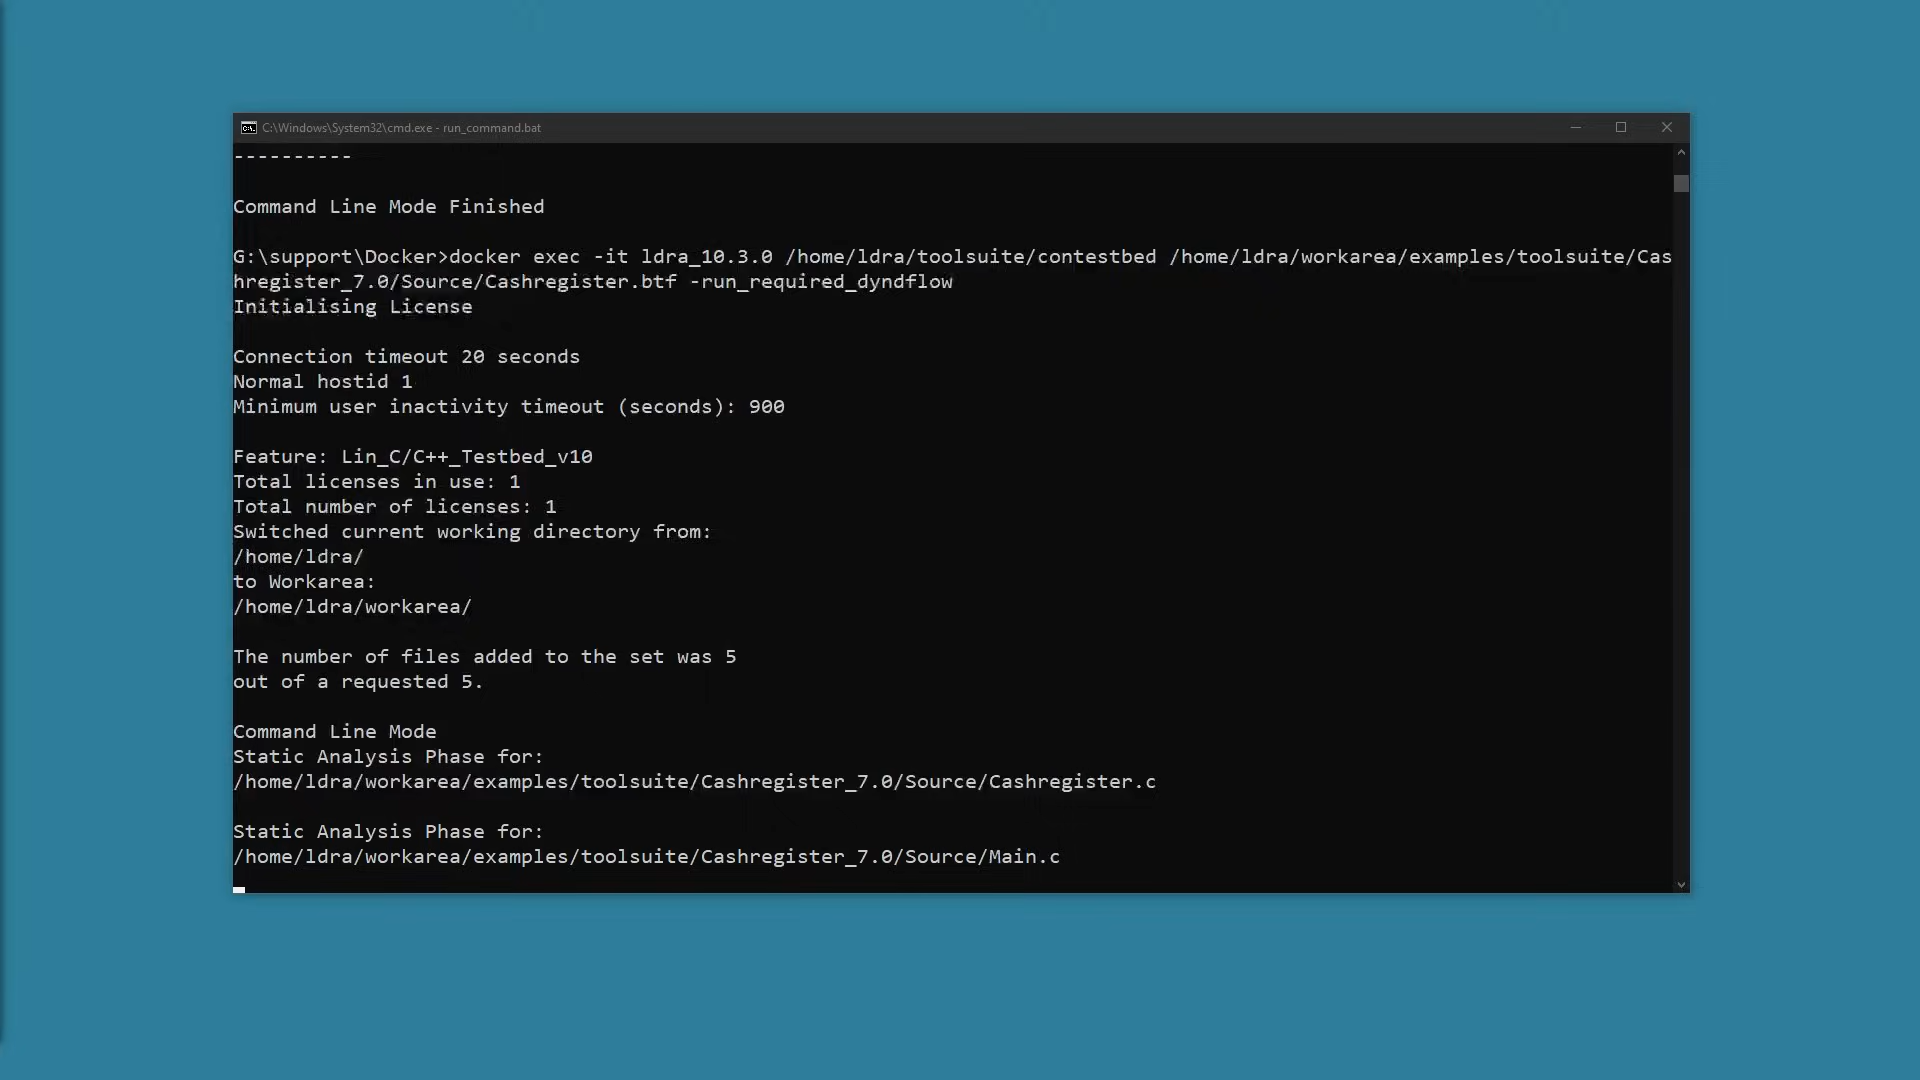 C:\Windows\System32\cmd.exe - run_command.bat
----------
Command Line Mode Finished
G:\support\Docker>docker exec -it ldra_10.3.0 /home/ldra/toolsuite/contestbed /home/ldra/workarea/examples/toolsuite/Cas
hregister_7.0/Source/Cashregister.btf -run_required_dyndflow
Initialising License
Connection timeout 20 seconds
Normal hostid 1
Minimum user inactivity timeout (seconds): 900
Feature: Lin_C/C++_Testbed_v10
Total licenses in use: 1
Total number of licenses: 1
Switched current working directory from:
/home/ldra/
to Workarea:
/home/ldra/workarea/
The number of files added to the set was 5
out of a requested 5.
Command Line Mode
Static Analysis Phase for:
/home/ldra/workarea/examples/toolsuite/Cashregister_7.0/Source/Cashregister.c
Static Analysis Phase for:
/home/ldra/workarea/examples/toolsuite/Cashregister_7.0/Source/Main.c